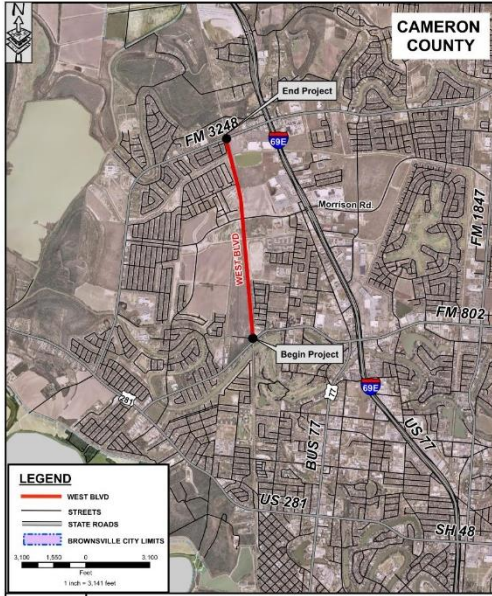 N
CAMERON
COUNTY
End Project
FM 3248
69E
Morrison Rd.
FM 1847
WEST BLVD
FM 802
Begin Project
281
77
69E
US 77
BUS 77
US 281
SH 48
LEGEND
WEST BLVD
STREETS
STATE ROADS
BROWNSVILLE CITY LIMITS
3,100 1,550 0 3,100
Feet
1 inch = 3,141 feet